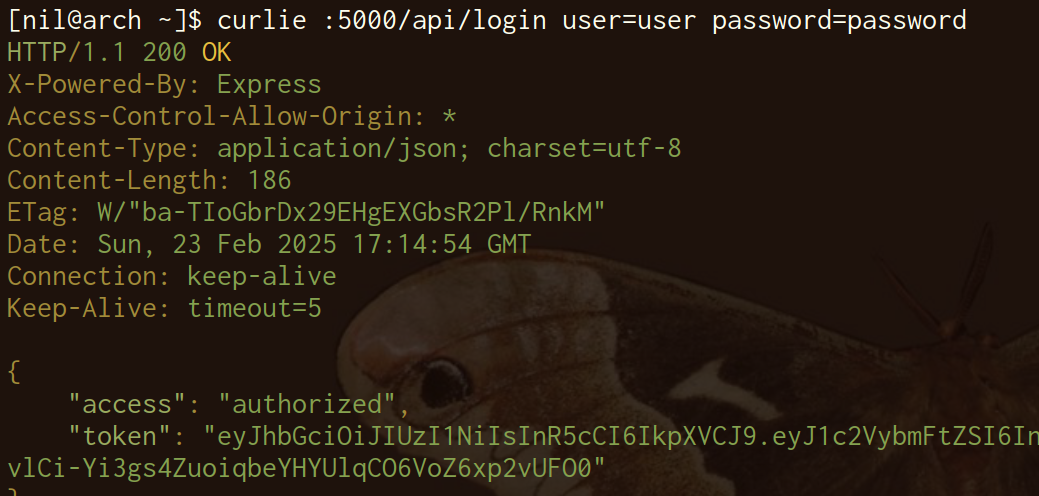 [nil@arch ~]$ curlie :5000/api/login user=user password=password
HTTP/1.1 200 OK
X-Powered-By: Express
Access-Control-Allow-Origin: *
Content-Type: application/json; charset=utf-8
Content-Length: 186
ETag: W/"ba-TIoGbrDx29EHgEXGbsR2Pl/RnkM"
Date: Sun, 23 Feb 2025 17:14:54 GMT
Connection: keep-alive
Keep-Alive: timeout=5
{
"access": "authorized",
"token": "eyJhbGciOiJIUzI1NiIsInR5cCI6IkpXVCJ9.eyJ1c2VybmFtZSI6In
vlCi-Yi3gs4ZuoiqbeYHYUlqCO6VoZ6xp2vUFO0"
}